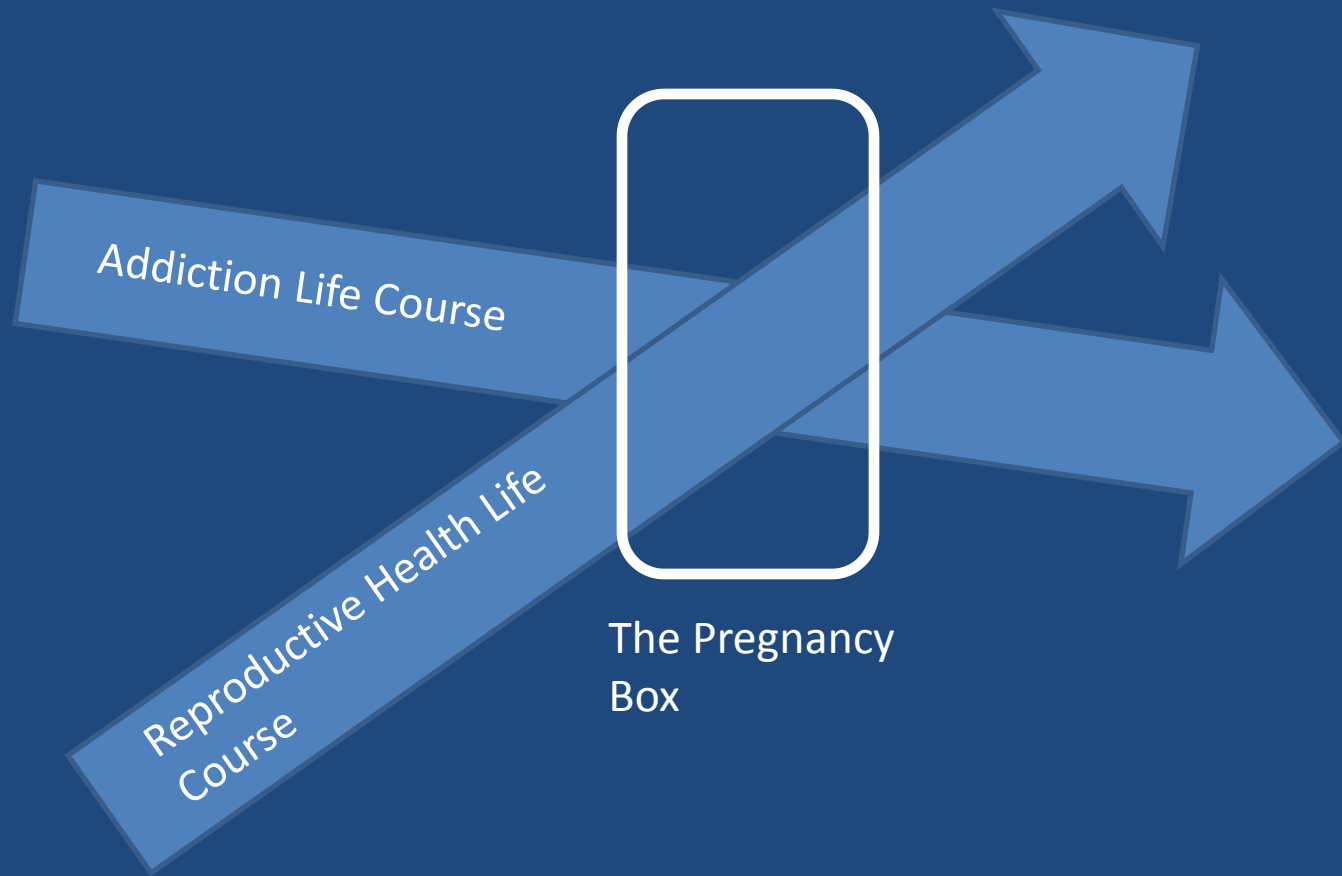 Addiction Life Course
Reproductive Health Life
Course
The Pregnancy
Box